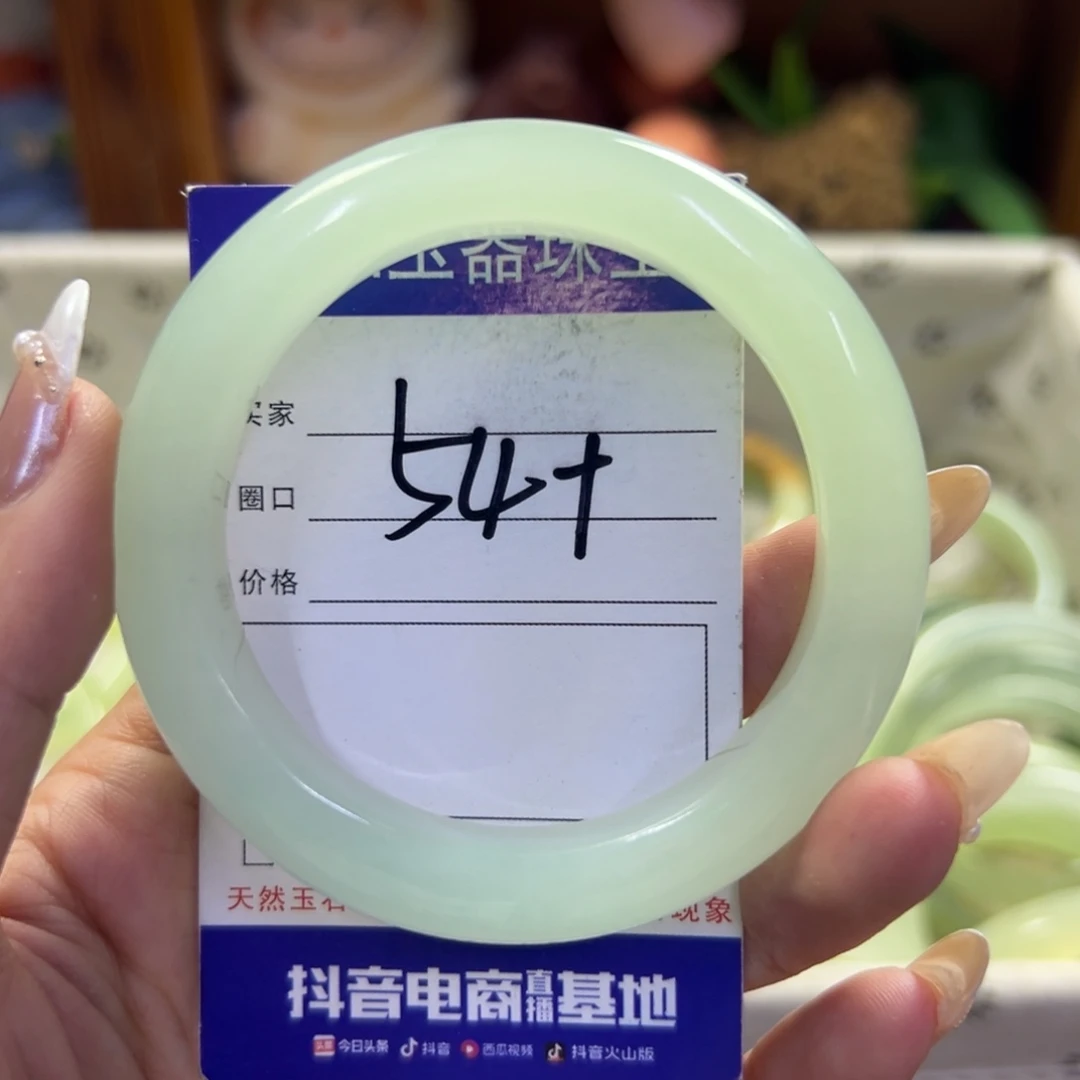 玉器珠宝
买家
54+
圈口
价格
天然玉石
现象
抖音电商直播基地
今日头条 抖音 西瓜视频 抖音火山版